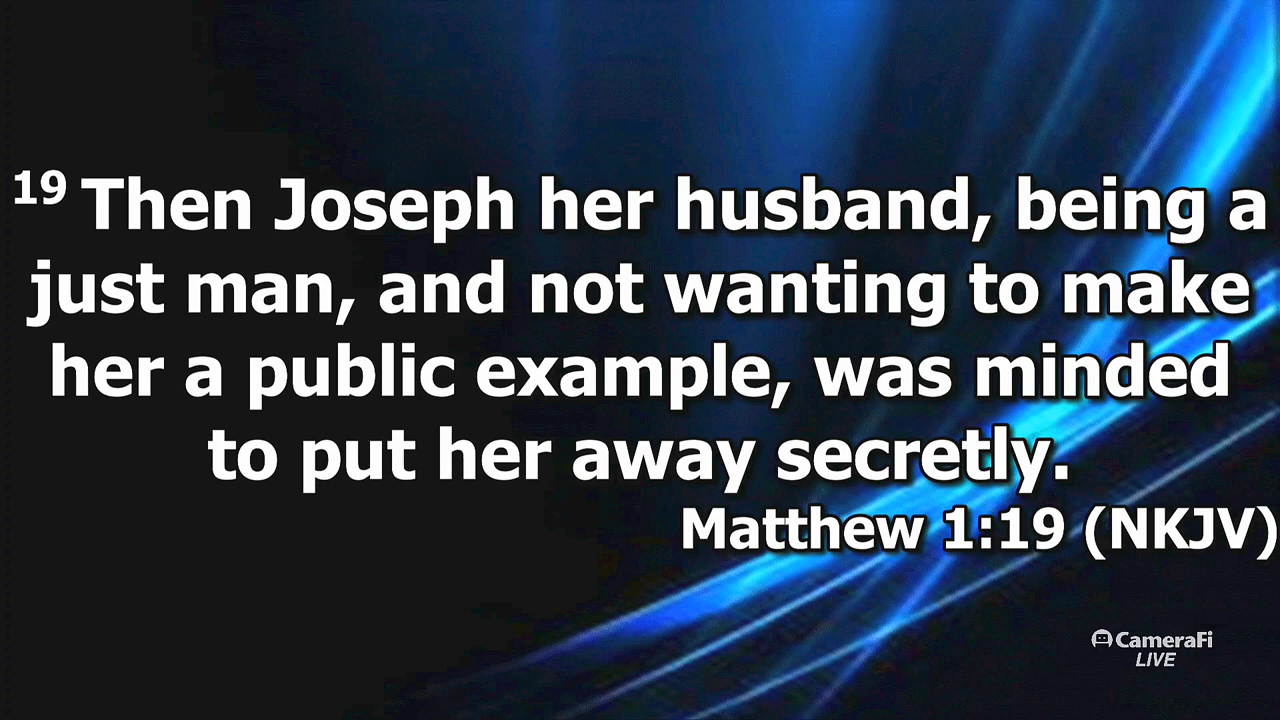 19 Then Joseph her husband, being a
just man, and not wanting to make
her a public example, was minded
to put her away secretly.
Matthew 1:19 (NKJV)
CameraFi
LIVE